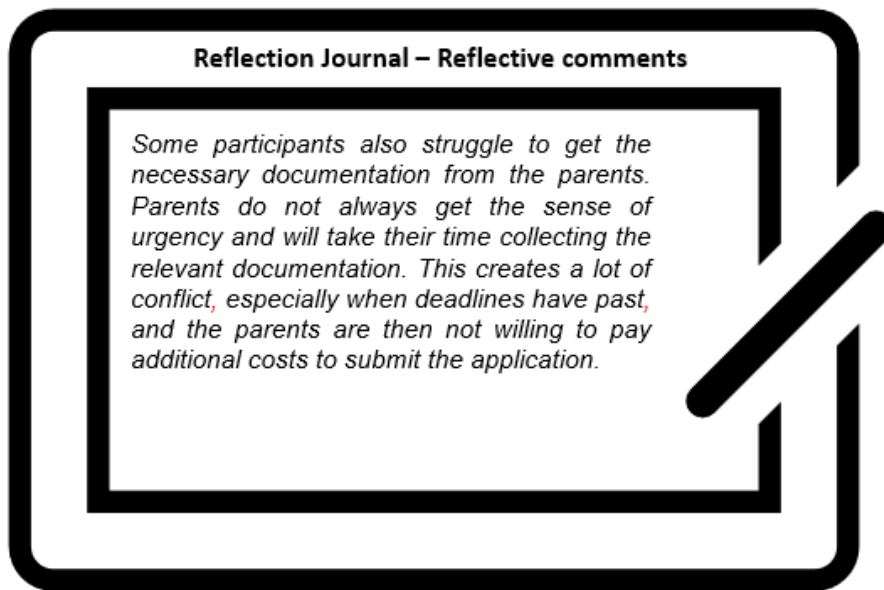 Reflection Journal – Reflective comments
Some participants also struggle to get the
necessary documentation from the parents.
Parents do not always get the sense of
urgency and will take their time collecting the
relevant documentation. This creates a lot of
conflict, especially when deadlines have past,
and the parents are then not willing to pay
additional costs to submit the application.